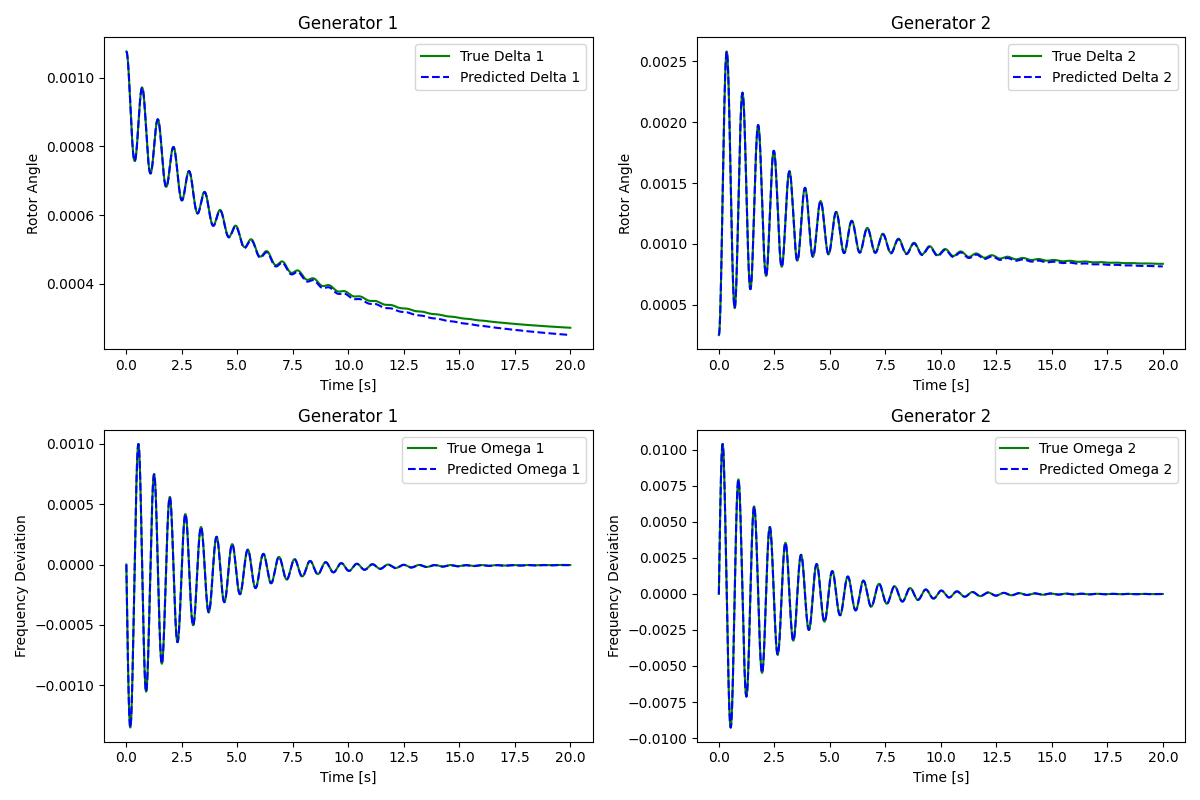 Generator 1
True Delta 1
Predicted Delta 1
Rotor Angle
0.0010
0.0008
0.0006
0.0004
0.0 2.5 5.0 7.5 10.0 12.5 15.0 17.5 20.0
Time [s]
Generator 2
True Delta 2
Predicted Delta 2
Rotor Angle
0.0025
0.0020
0.0015
0.0010
0.0005
0.0 2.5 5.0 7.5 10.0 12.5 15.0 17.5 20.0
Time [s]
Generator 1
True Omega 1
Predicted Omega 1
Frequency Deviation
0.0010
0.0005
0.0000
−0.0005
−0.0010
0.0 2.5 5.0 7.5 10.0 12.5 15.0 17.5 20.0
Time [s]
Generator 2
True Omega 2
Predicted Omega 2
Frequency Deviation
0.0100
0.0075
0.0050
0.0025
0.0000
−0.0025
−0.0050
−0.0075
−0.0100
0.0 2.5 5.0 7.5 10.0 12.5 15.0 17.5 20.0
Time [s]